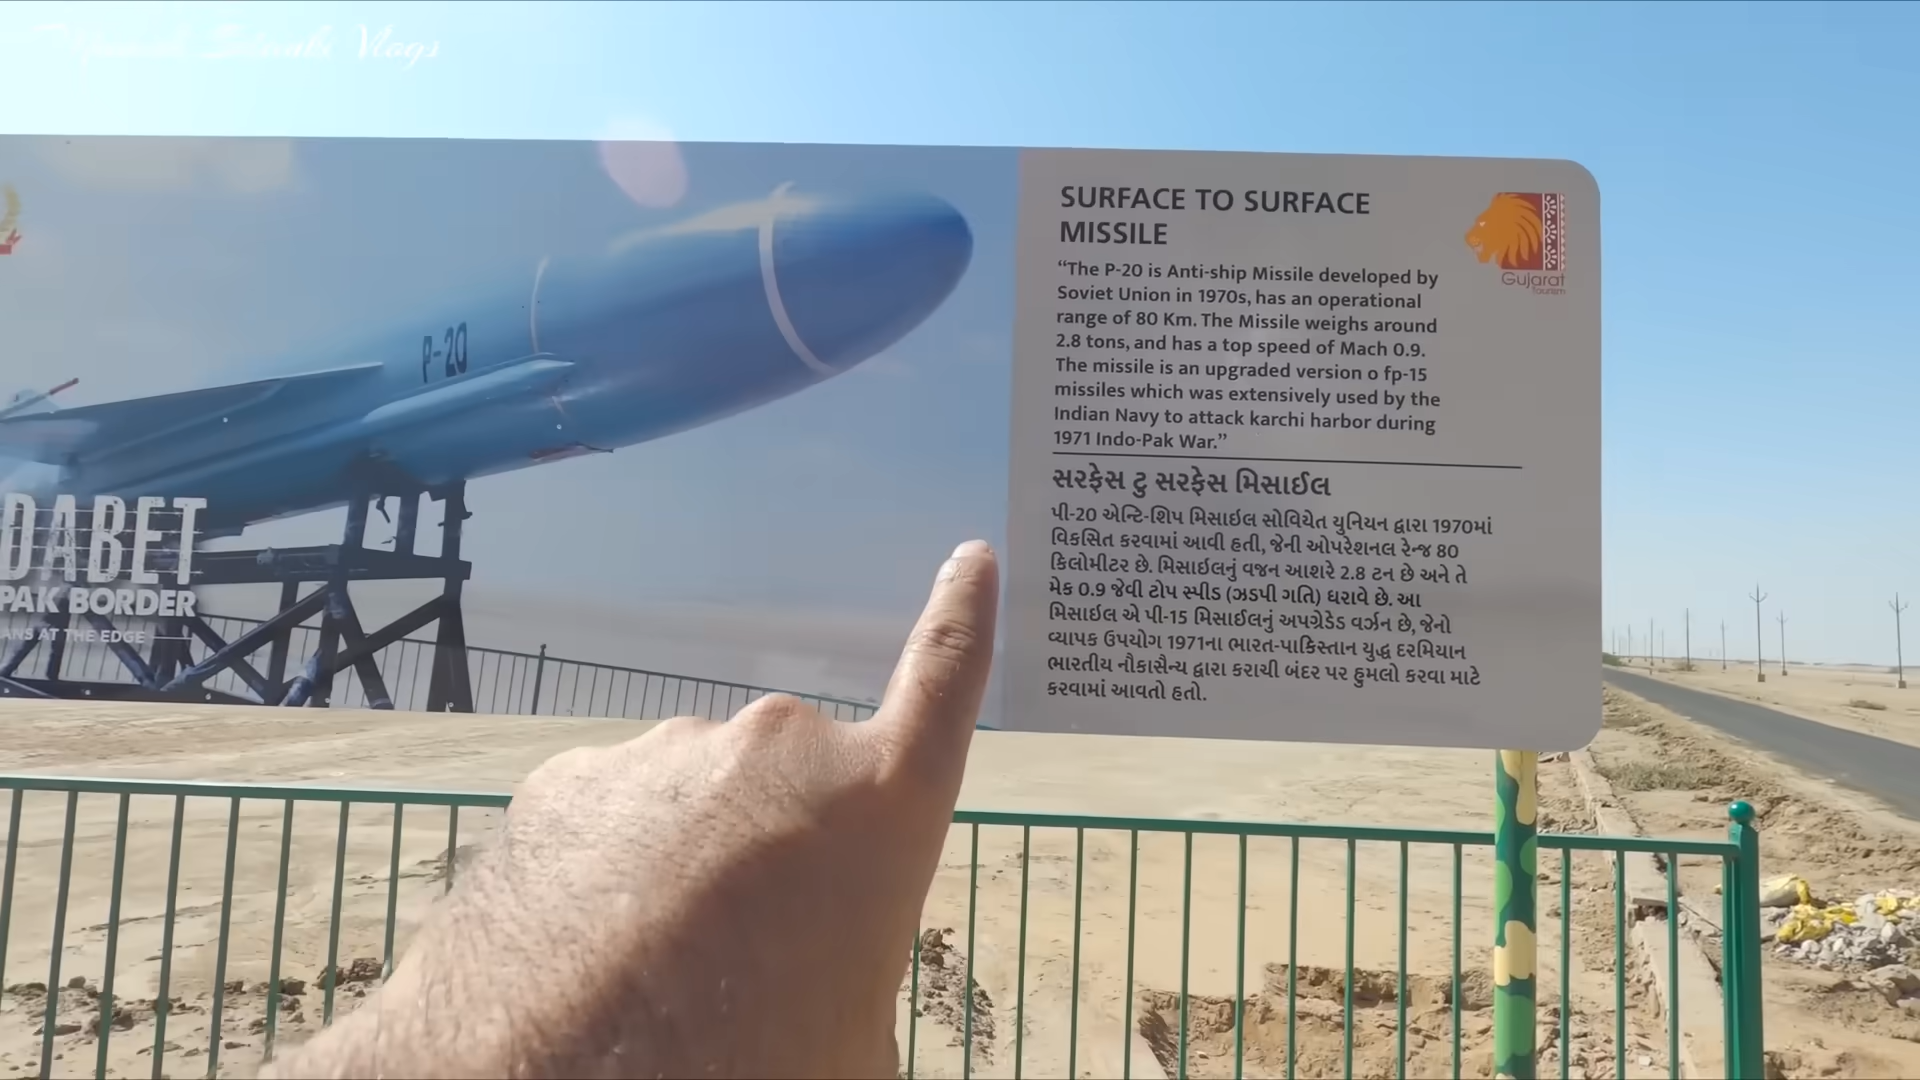 Vlogs
P-20
DABET
PAK BORDER
ANS AT THE EDGE
SURFACE TO SURFACE
MISSILE
Gujarat
Tourism
“The P-20 is Anti-ship Missile developed by
Soviet Union in 1970s, has an operational
range of 80 Km. The Missile weighs around
2.8 tons, and has a top speed of Mach 0.9.
The missile is an upgraded version o fp-15
missiles which was extensively used by the
Indian Navy to attack karchi harbor during
1971 Indo-Pak War.”
સરફેસ ટુ સરફેસ મિસાઈલ
પી-20 એન્ટિ-શિપ મિસાઇલ સોવિયેત યુનિયન દ્વારા 1970માં
વિકસિત કરવામાં આવી હતી, જેની ઓપરેશનલ રેન્જ 80
કિલોમીટર છે. મિસાઇલનું વજન આશરે 2.8 ટન છે અને તે
મેક 0.9 જેવી ટોપ સ્પીડ (ઝડપી ગતિ) ધરાવે છે. આ
મિસાઇલ એ પી-15 મિસાઈલનું અપગ્રેડેડ વર્ઝન છે, જેનો
વ્યાપક ઉપયોગ 1971ના ભારત-પાકિસ્તાન યુદ્ધ દરમિયાન
ભારતીય નૌકાસૈન્ય દ્વારા કરાચી બંદર પર હુમલો કરવા માટે
કરવામાં આવતો હતો.